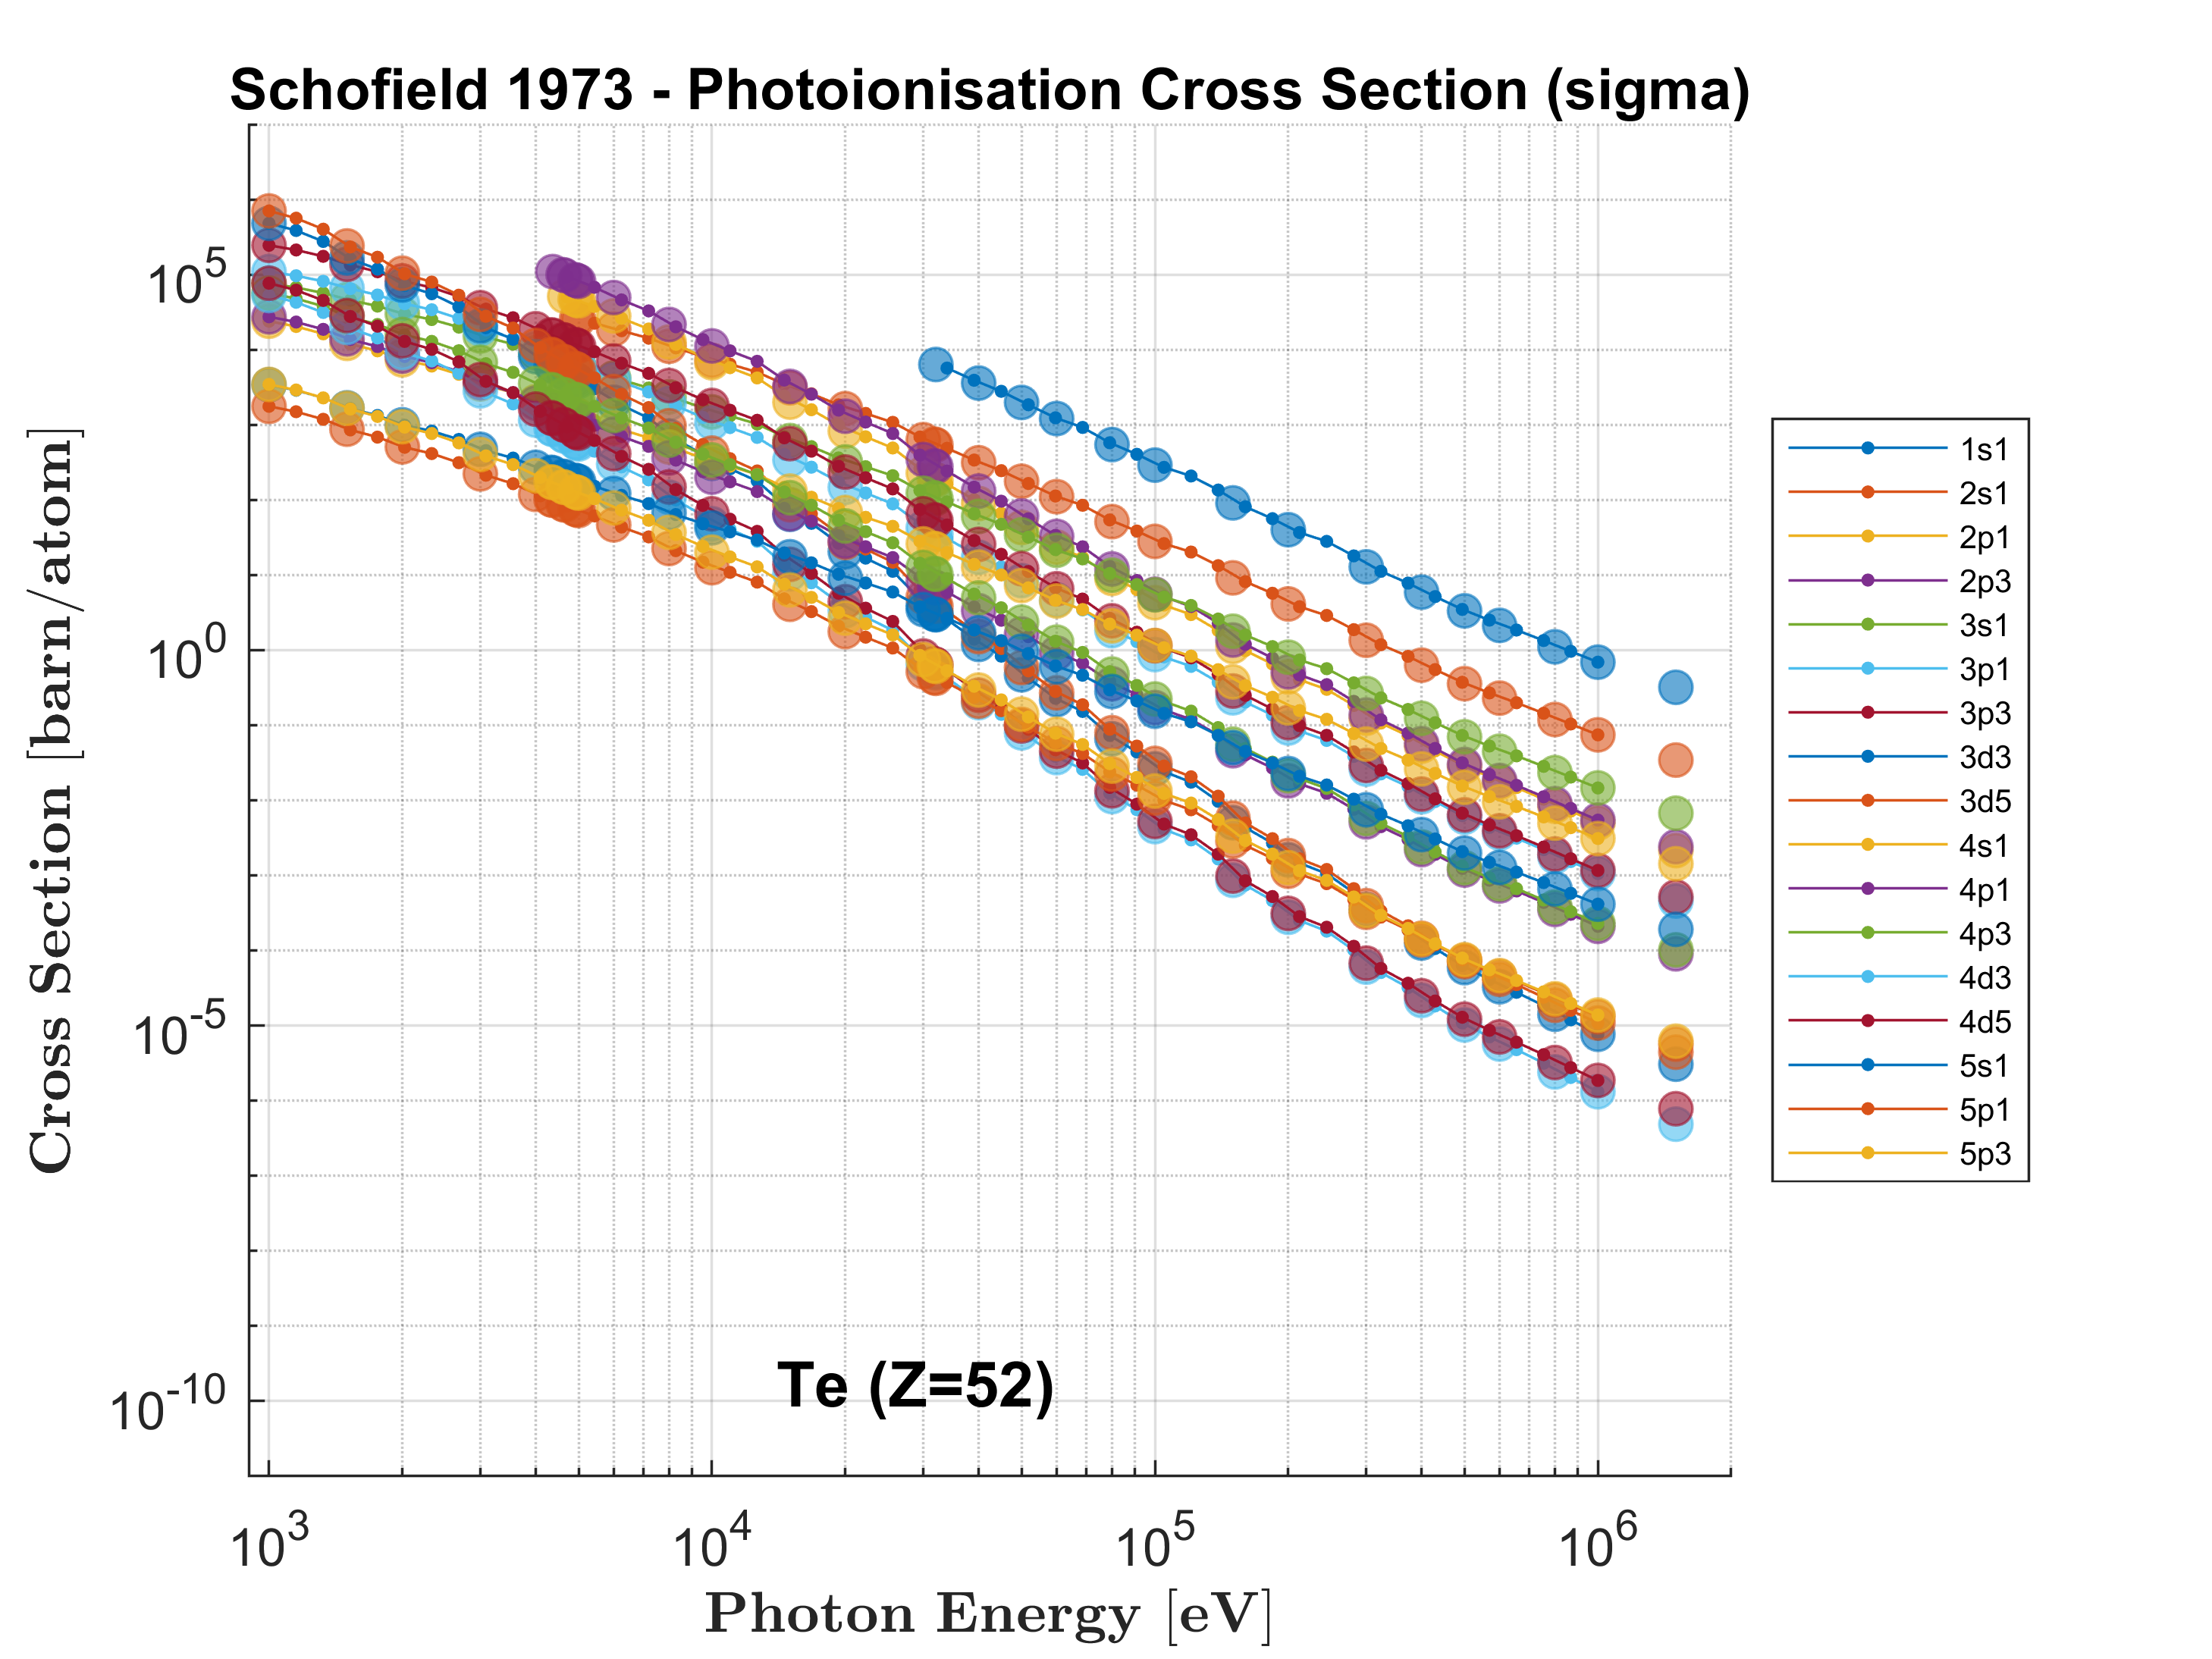 Schofield 1973 - Photoionisation Cross Section (sigma)
Cross Section [barn/atom]
10^5
10^0
10^-5
10^-10
Te (Z=52)
10^3
10^4
10^5
10^6
Photon Energy [eV]
1s1
2s1
2p1
2p3
3s1
3p1
3p3
3d3
3d5
4s1
4p1
4p3
4d3
4d5
5s1
5p1
5p3